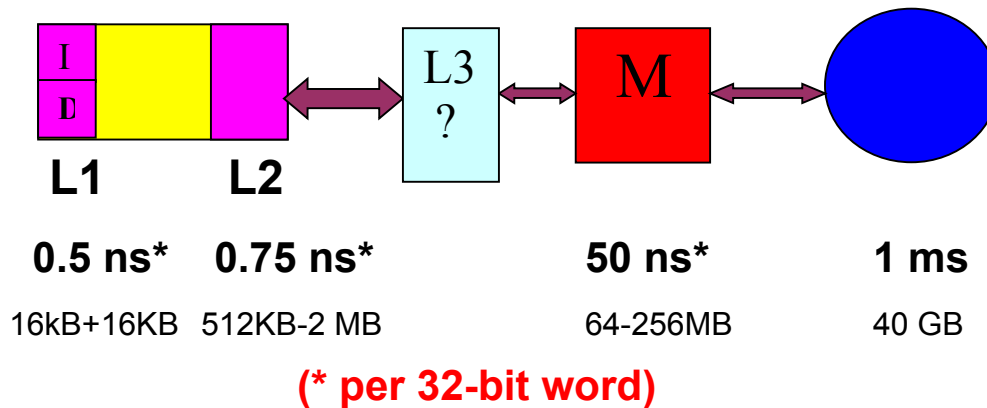 I
D
L3
?
M
L1 L2
0.5 ns* 0.75 ns* 50 ns* 1 ms
16kB+16KB 512KB-2 MB 64-256MB 40 GB
(* per 32-bit word)